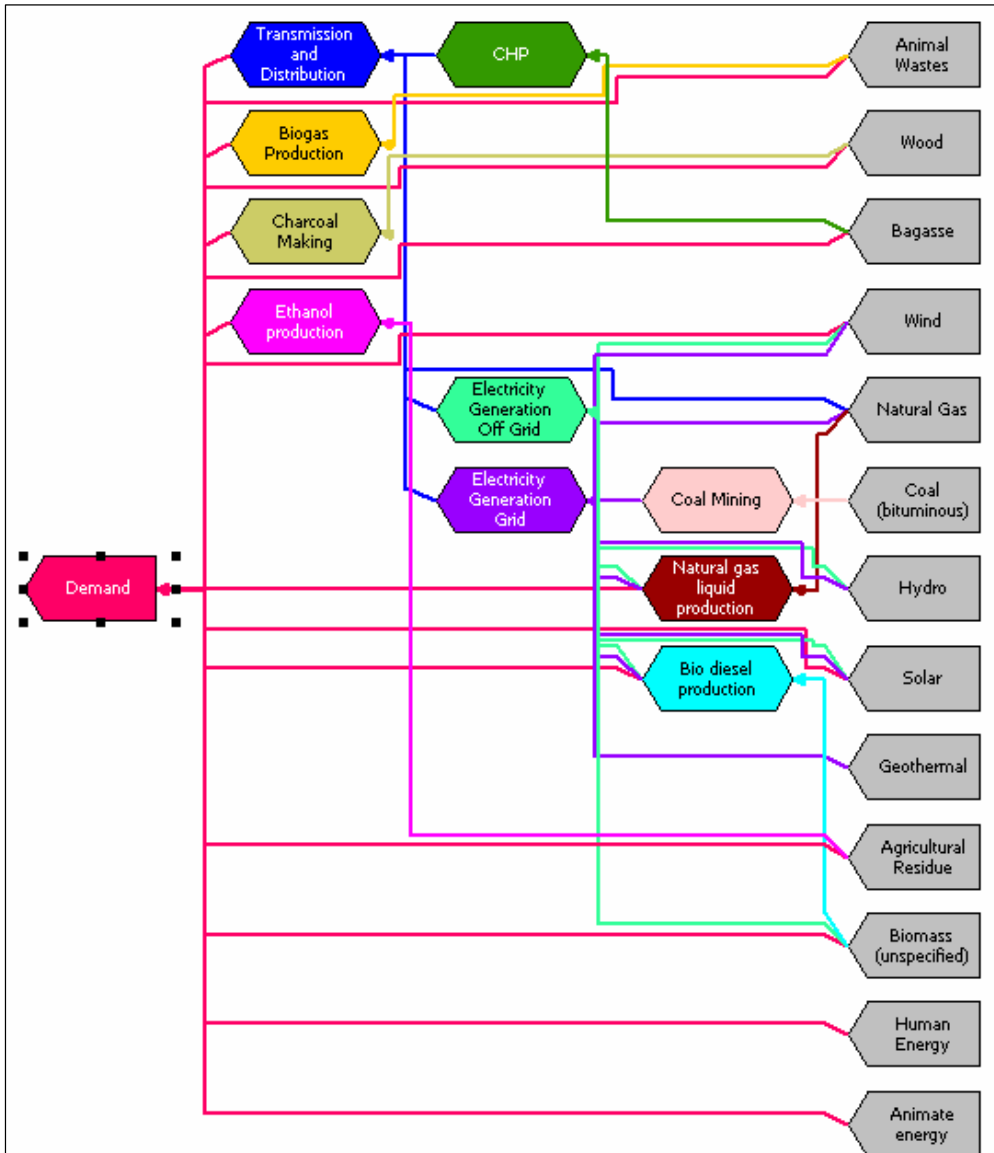 Transmission
and
Distribution
CHP
Animal
Wastes
Biogas
Production
Wood
Charcoal
Making
Bagasse
Ethanol
production
Wind
Electricity
Generation
Off Grid
Natural Gas
Electricity
Generation
Grid
Coal Mining
Coal
(bituminous)
Demand
Natural gas
liquid
production
Hydro
Bio diesel
production
Solar
Geothermal
Agricultural
Residue
Biomass
(unspecified)
Human
Energy
Animate
energy